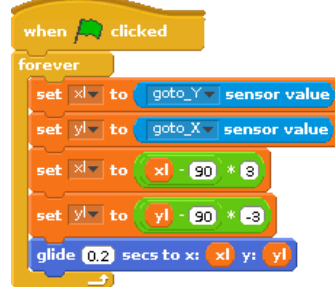 when clicked
forever
set xl to goto_Y sensor value
set yl to goto_X sensor value
set xl to xl - 90 * 3
set yl to yl - 90 * -3
glide 0.2 secs to x: xl y: yl